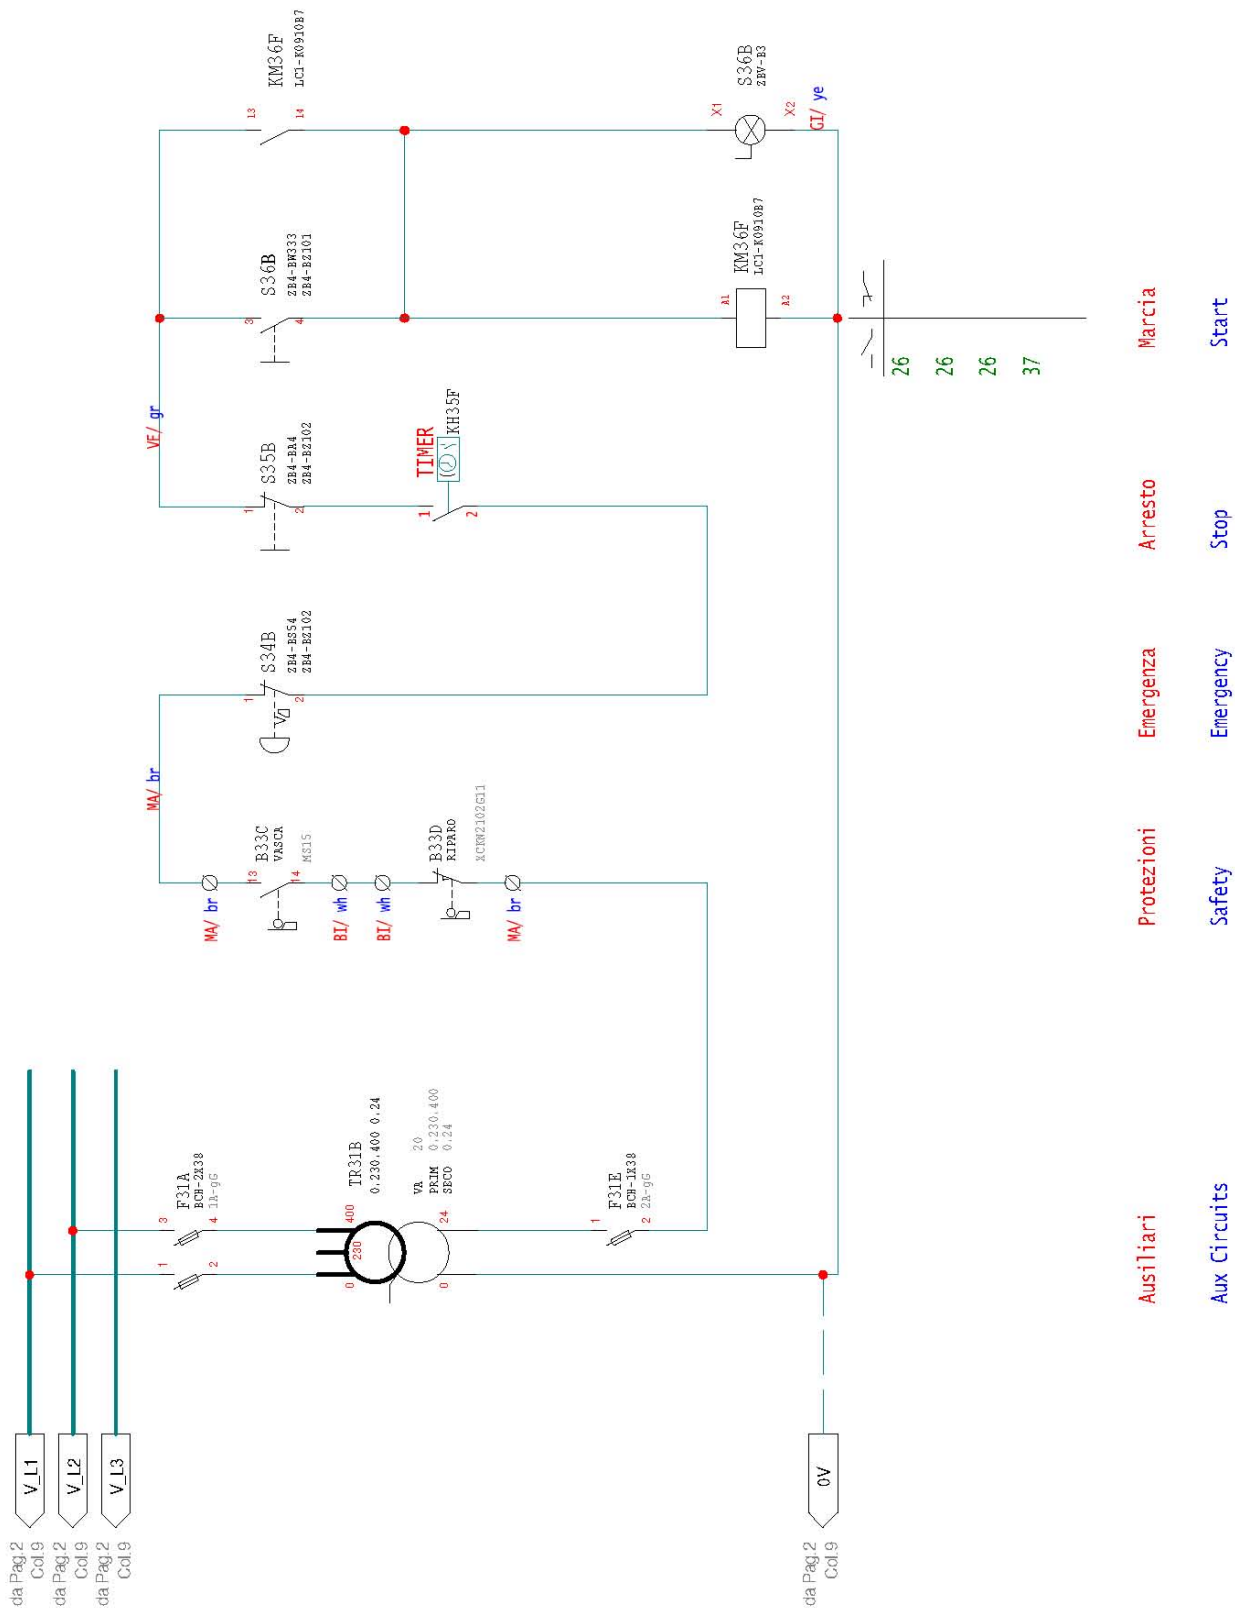 da Pag.2
Col.9
V_L1
da Pag.2
Col.9
V_L2
da Pag.2
Col.9
V_L3
F31A
BCH-2X38
1A-gG
1
2
3
4
TR31B
0.230.400 0.24
0
230
400
VA 20
PRIM 0.230.400
SECO 0.24
0
24
F31E
BCH-1X38
2A-gG
1
2
da Pag.2
Col.9
0V
MA/ br
MA/ br
B33C
VASCA
MS15
13
14
BI/ wh
BI/ wh
B33D
RIPARO
XCKN2102G11
MA/ br
S34B
ZB4-BS54
ZB4-BZ102
1
2
VE/ gr
S35B
ZB4-BA4
ZB4-BZ102
1
2
TIMER
KH35F
1
2
S36B
ZB4-BW333
ZB4-BZ101
3
4
KM36F
LC1-K0910B7
13
14
KM36F
LC1-K0910B7
A1
A2
S36B
ZBV-B3
X1
X2
GI/ ye
26
26
26
37
Ausiliari
Protezioni
Emergenza
Arresto
Marcia
Aux Circuits
Safety
Emergency
Stop
Start